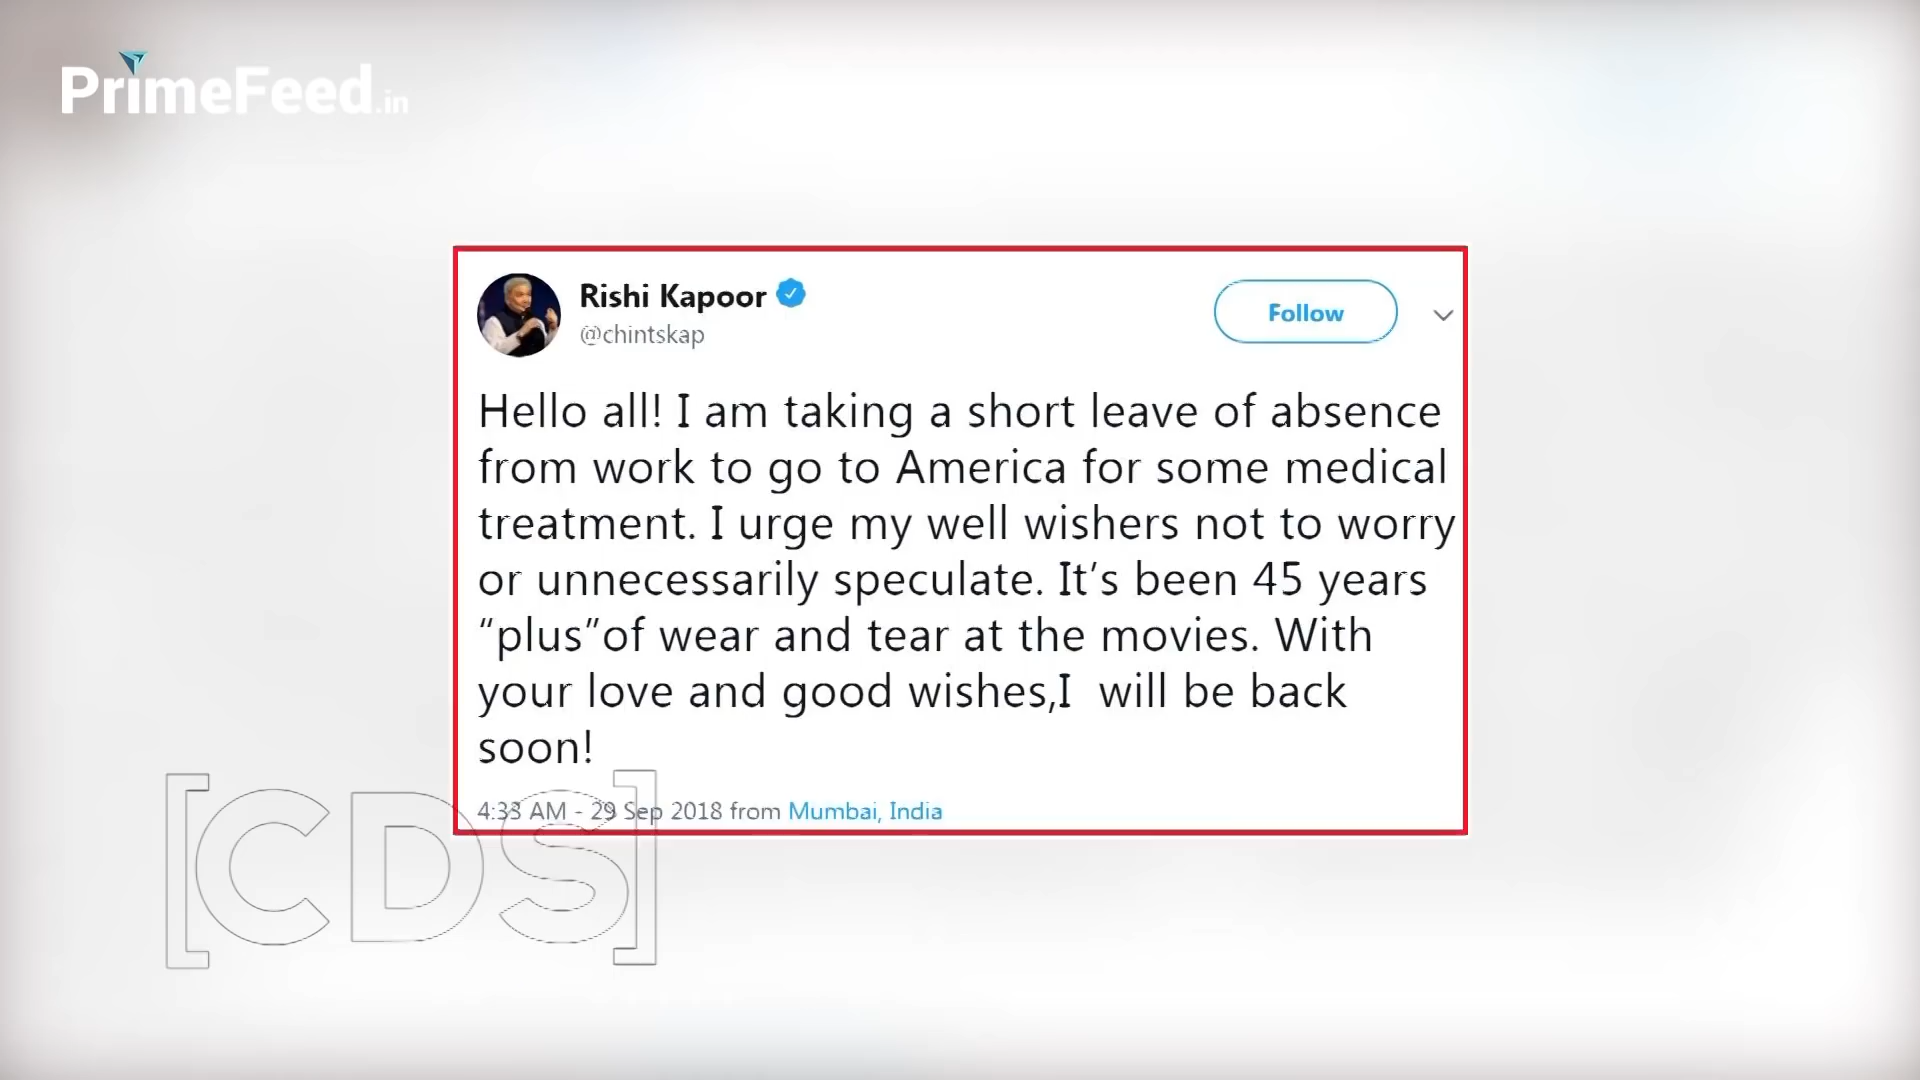 PrimeFeed.in
Rishi Kapoor
@chintskap
Follow
Hello all! I am taking a short leave of absence
from work to go to America for some medical
treatment. I urge my well wishers not to worry
or unnecessarily speculate. It’s been 45 years
“plus”of wear and tear at the movies. With
your love and good wishes,I  will be back
soon!
4:33 AM - 29 Sep 2018 from Mumbai, India
[CDS]